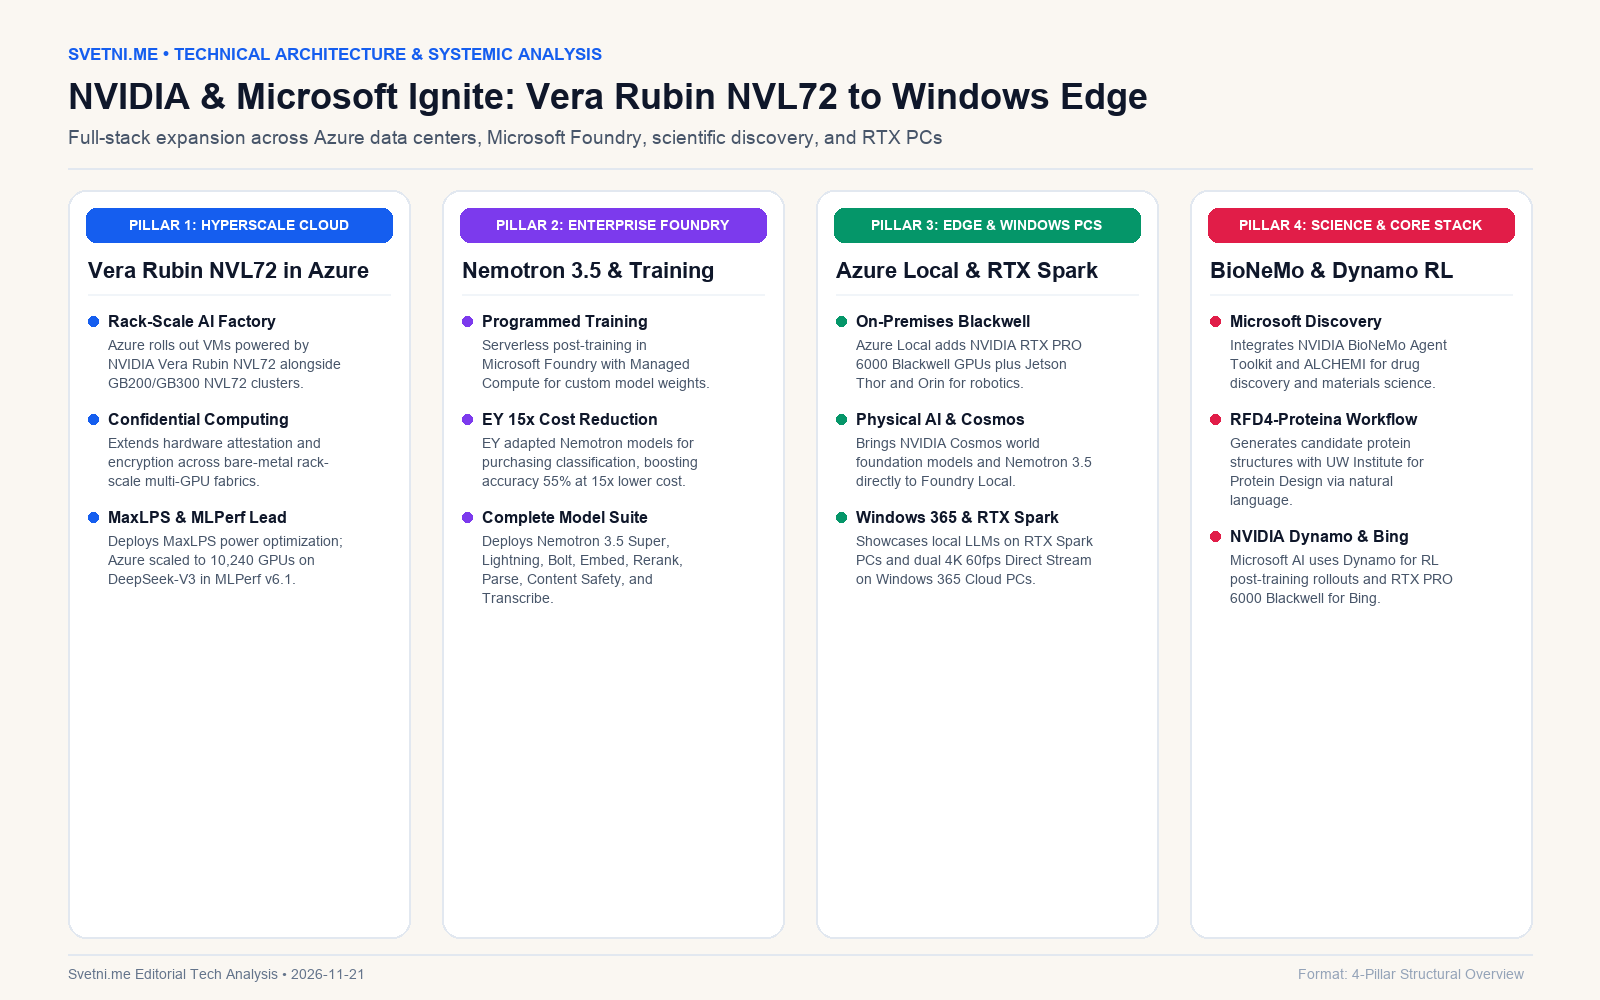 SVETNI.ME • TECHNICAL ARCHITECTURE & SYSTEMIC ANALYSIS
NVIDIA & Microsoft Ignite: Vera Rubin NVL72 to Windows Edge
Full-stack expansion across Azure data centers, Microsoft Foundry, scientific discovery, and RTX PCs
PILLAR 1: HYPERSCALE CLOUD
Vera Rubin NVL72 in Azure
Rack-Scale AI Factory
Azure rolls out VMs powered by
NVIDIA Vera Rubin NVL72 alongside
GB200/GB300 NVL72 clusters.
Confidential Computing
Extends hardware attestation and
encryption across bare-metal rack-
scale multi-GPU fabrics.
MaxLPS & MLPerf Lead
Deploys MaxLPS power optimization;
Azure scaled to 10,240 GPUs on
DeepSeek-V3 in MLPerf v6.1.
PILLAR 2: ENTERPRISE FOUNDRY
Nemotron 3.5 & Training
Programmed Training
Serverless post-training in
Microsoft Foundry with Managed
Compute for custom model weights.
EY 15x Cost Reduction
EY adapted Nemotron models for
purchasing classification, boosting
accuracy 55% at 15x lower cost.
Complete Model Suite
Deploys Nemotron 3.5 Super,
Lightning, Bolt, Embed, Rerank,
Parse, Content Safety, and
Transcribe.
PILLAR 3: EDGE & WINDOWS PCS
Azure Local & RTX Spark
On-Premises Blackwell
Azure Local adds NVIDIA RTX PRO
6000 Blackwell GPUs plus Jetson
Thor and Orin for robotics.
Physical AI & Cosmos
Brings NVIDIA Cosmos world
foundation models and Nemotron 3.5
directly to Foundry Local.
Windows 365 & RTX Spark
Showcases local LLMs on RTX Spark
PCs and dual 4K 60fps Direct Stream
on Windows 365 Cloud PCs.
PILLAR 4: SCIENCE & CORE STACK
BioNeMo & Dynamo RL
Microsoft Discovery
Integrates NVIDIA BioNeMo Agent
Toolkit and ALCHEMI for drug
discovery and materials science.
RFD4-Proteina Workflow
Generates candidate protein
structures with UW Institute for
Protein Design via natural
language.
NVIDIA Dynamo & Bing
Microsoft AI uses Dynamo for RL
post-training rollouts and RTX PRO
6000 Blackwell for Bing.
Svetni.me Editorial Tech Analysis • 2026-11-21
Format: 4-Pillar Structural Overview